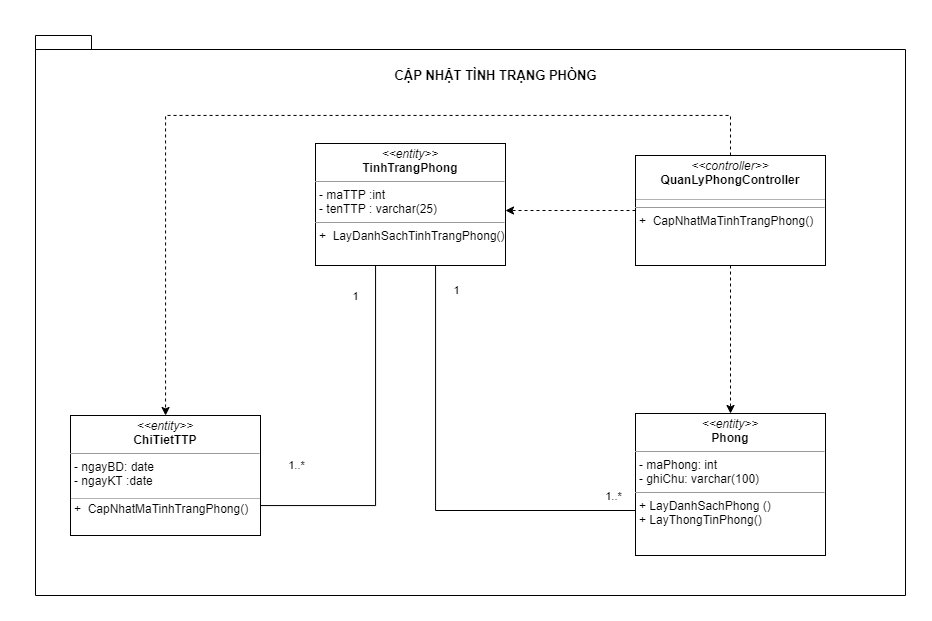 CẬP NHẬT TÌNH TRẠNG PHÒNG
<<entity>>
TinhTrangPhong
- maTTP :int
- tenTTP : varchar(25)
+ LayDanhSachTinhTrangPhong()
<<controller>>
QuanLyPhongController
+ CapNhatMaTinhTrangPhong()
1
1
<<entity>>
ChiTietTTP
- ngayBD: date
- ngayKT :date
+ CapNhatMaTinhTrangPhong()
1..*
1..*
<<entity>>
Phong
- maPhong: int
- ghiChu: varchar(100)
+ LayDanhSachPhong ()
+ LayThongTinPhong()